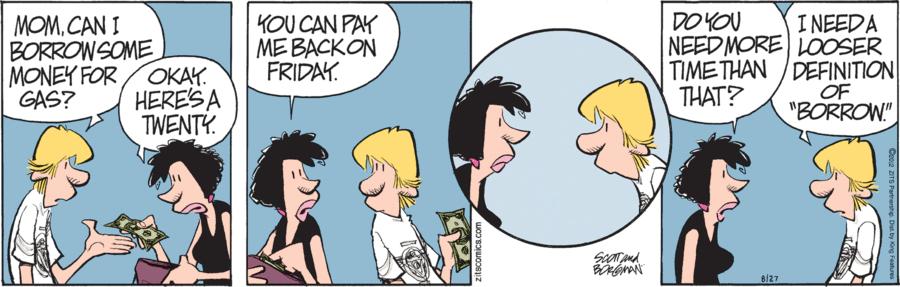 MOM, CAN I
BORROW SOME
MONEY FOR
GAS?
OKAY.
HERE'S A
TWENTY.
YOU CAN PAY
ME BACK ON
FRIDAY.
zitscomics.com
SCOTT and
BORGMAN
DO YOU
NEED MORE
TIME THAN
THAT?
I NEED A
LOOSER
DEFINITION
OF
"BORROW."
8/27
©2012 ZITS Partnership. Dist. by King Features